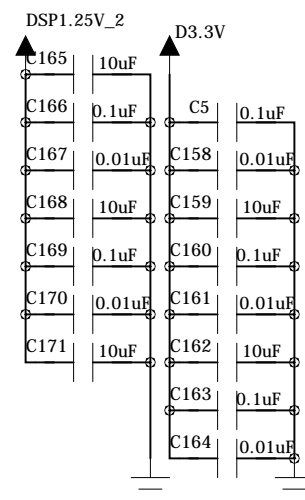 DSP1.25V_2
D3.3V
C165 10uF
C166 0.1uF
C5 0.1uF
C167 0.01uF
C158 0.01uF
C168 10uF
C159 10uF
C169 0.1uF
C160 0.1uF
C170 0.01uF
C161 0.01uF
C171 10uF
C162 10uF
C163 0.1uF
C164 0.01uF